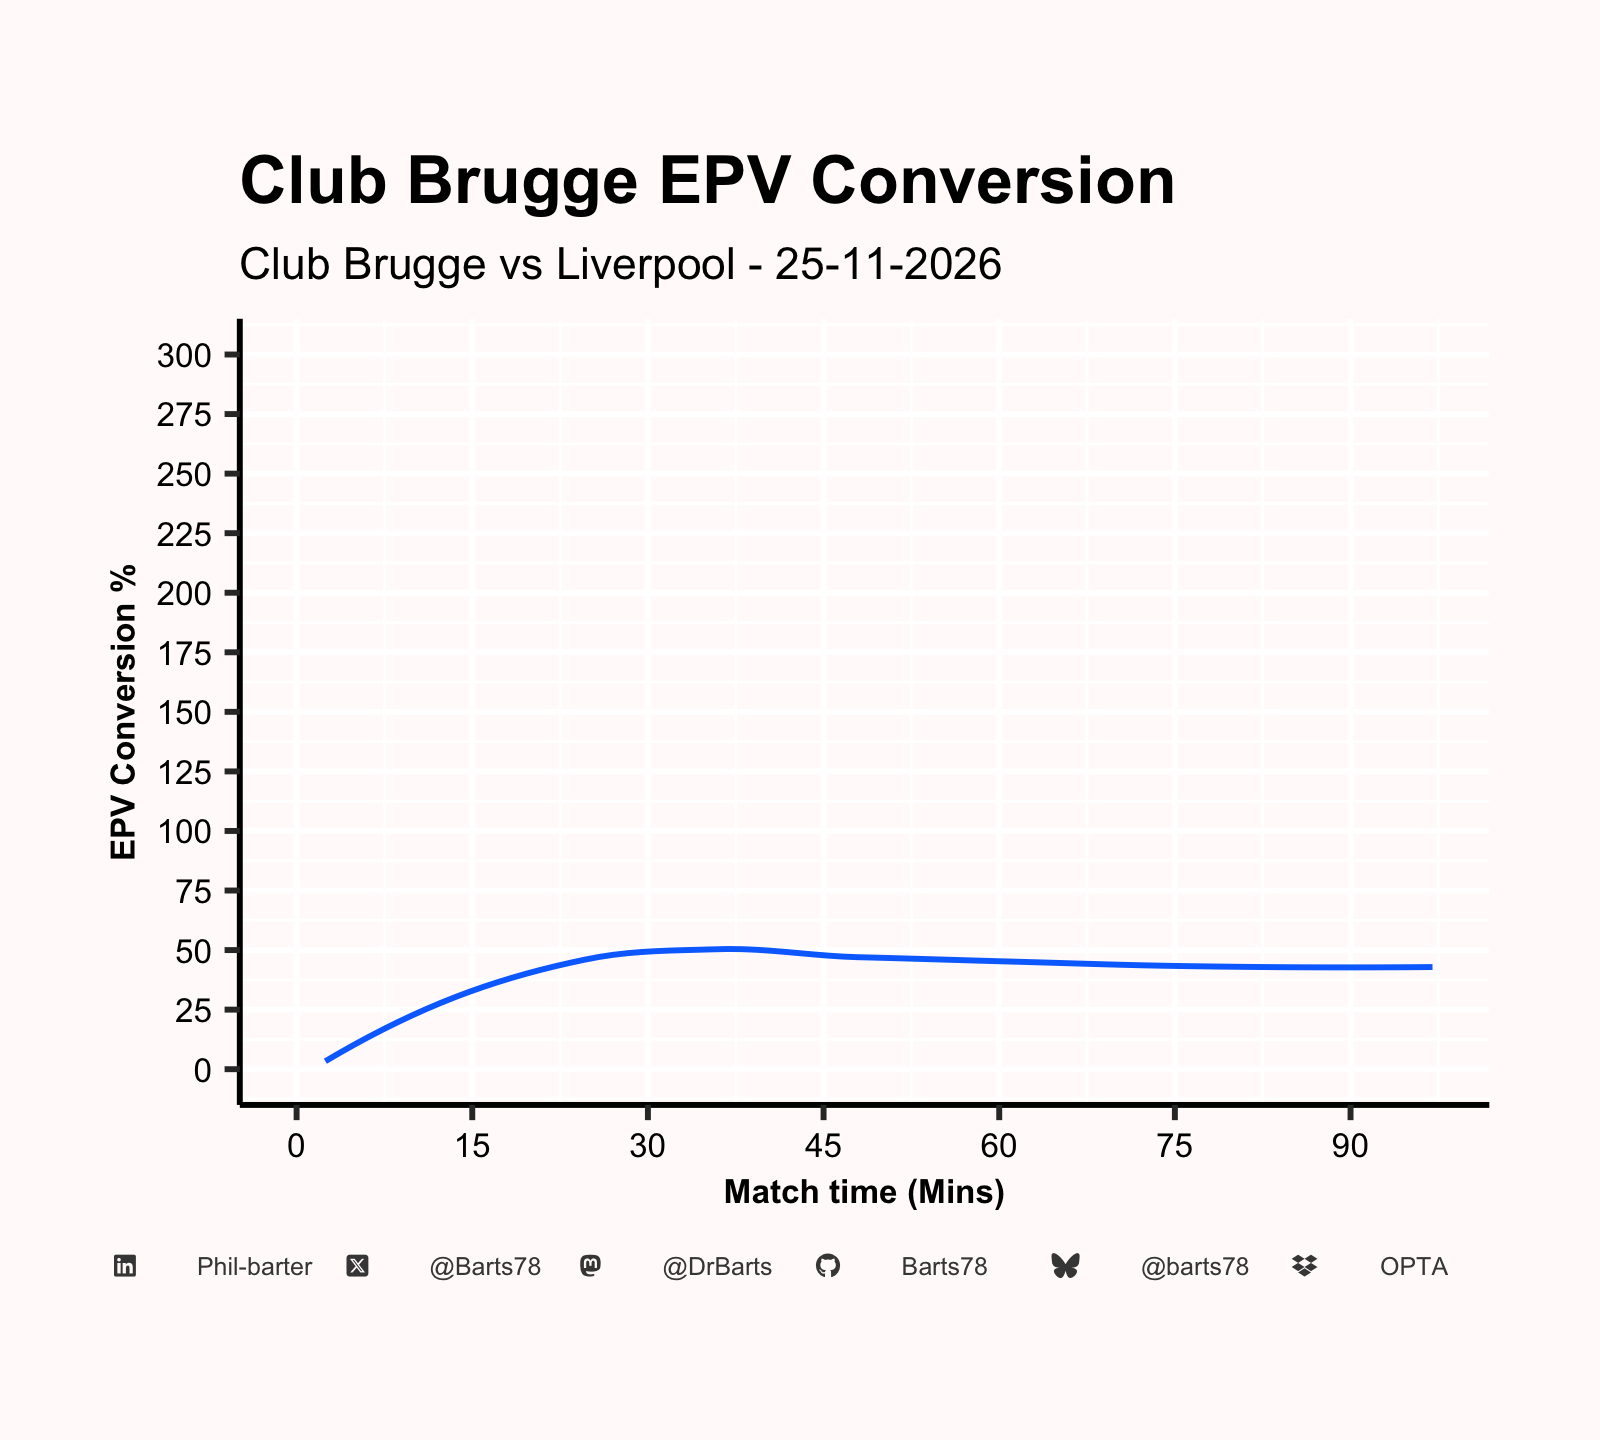 Club Brugge EPV Conversion
Club Brugge vs Liverpool - 25-11-2026
300
275
250
225
200
175
150
125
100
75
50
25
0
EPV Conversion %
0 15 30 45 60 75 90
Match time (Mins)
Phil-barter @Barts78 @DrBarts Barts78 @barts78 OPTA